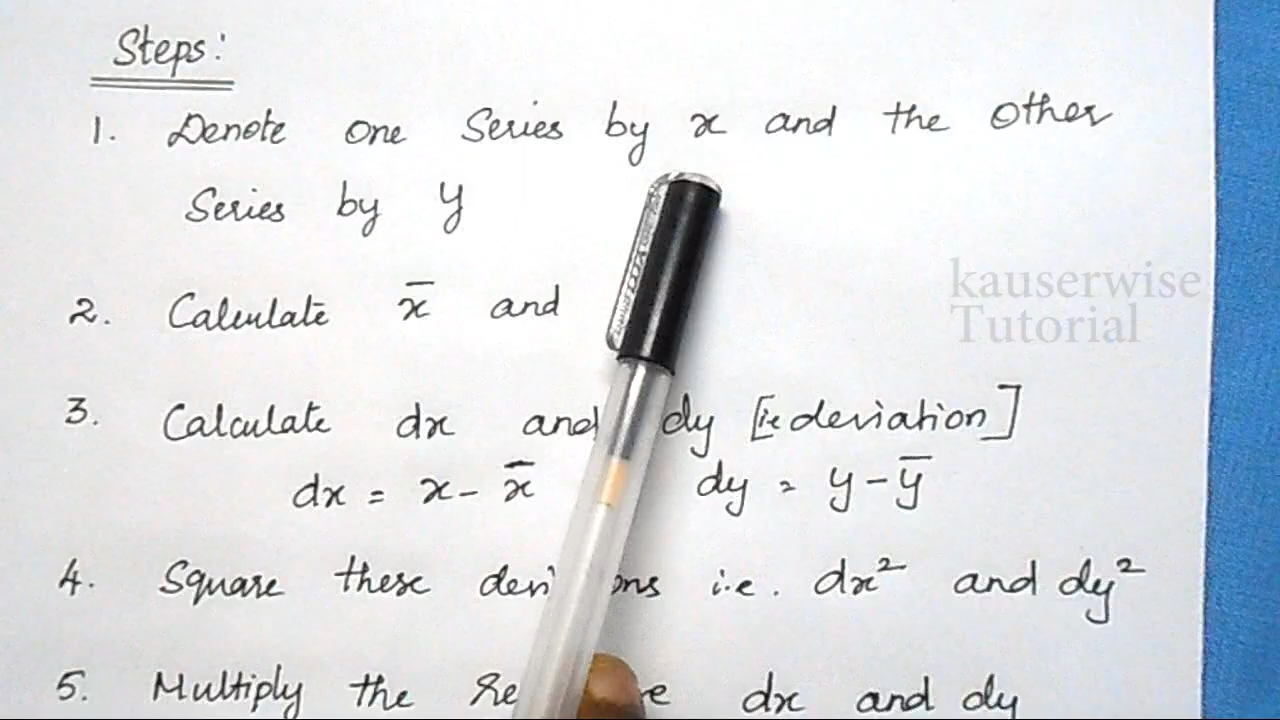 Steps:
1. Denote one Series by x and the other
Series by y
2. Calculate x̄ and
3. Calculate dx and dy [i.e deviation]
dx = x - x̄ dy = y - ȳ
4. Square these i.e. dx² and dy²
5. Multiply the dx and dy
kauserwise
Tutorial